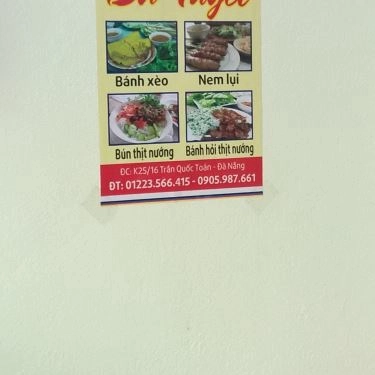 Bánh xèo
Nem lụi
Bún thịt nướng
Bánh hỏi thịt nướng
ĐC: K25/16 Trần Quốc Toản - Đà Nẵng
ĐT: 01223.566.415 - 0905.987.661